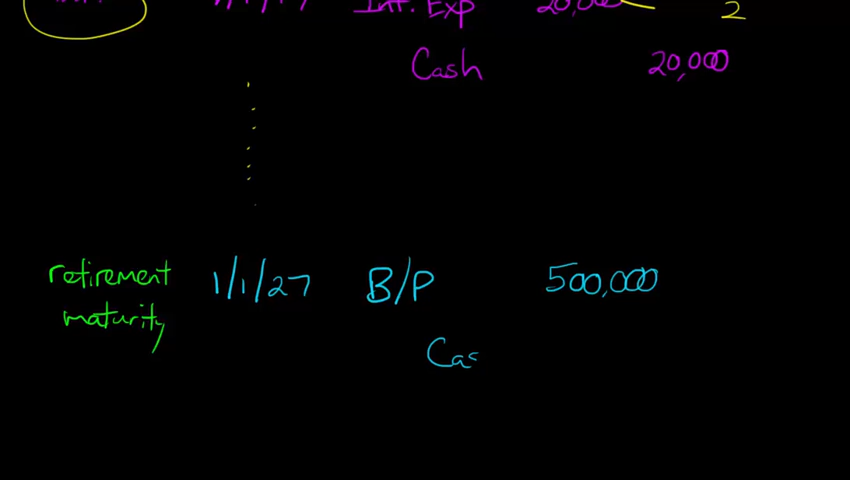 Int. Exp 20,000 2
Cash 20,000
retirement 1/1/27 B/P 500,000
maturity
Cas